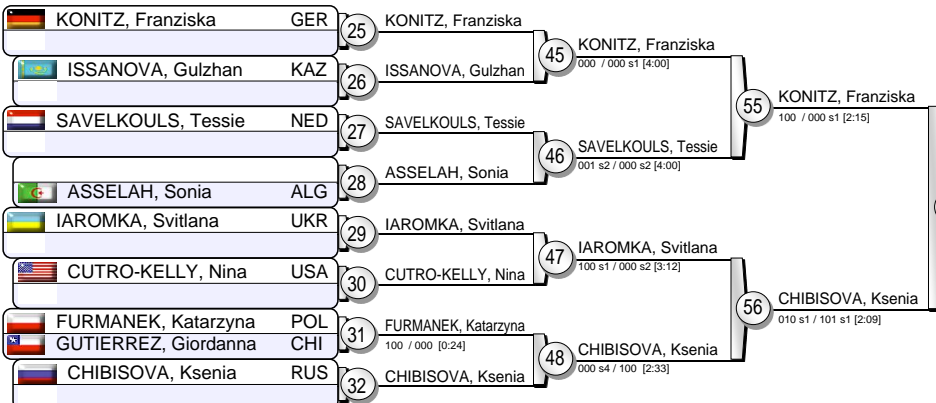 KONITZ, Franziska GER
ISSANOVA, Gulzhan KAZ
SAVELKOULS, Tessie NED
ASSELAH, Sonia ALG
IAROMKA, Svitlana UKR
CUTRO-KELLY, Nina USA
FURMANEK, Katarzyna POL
GUTIERREZ, Giordanna CHI
CHIBISOVA, Ksenia RUS
25 KONITZ, Franziska
26 ISSANOVA, Gulzhan
27 SAVELKOULS, Tessie
28 ASSELAH, Sonia
29 IAROMKA, Svitlana
30 CUTRO-KELLY, Nina
31 FURMANEK, Katarzyna
100 / 000 [0:24]
32 CHIBISOVA, Ksenia
45 KONITZ, Franziska
000 / 000 s1 [4:00]
46 SAVELKOULS, Tessie
001 s2 / 000 s2 [4:00]
47 IAROMKA, Svitlana
100 s1 / 000 s2 [3:12]
48 CHIBISOVA, Ksenia
000 s4 / 100 [2:33]
55 KONITZ, Franziska
100 / 000 s1 [2:15]
56 CHIBISOVA, Ksenia
010 s1 / 101 s1 [2:09]